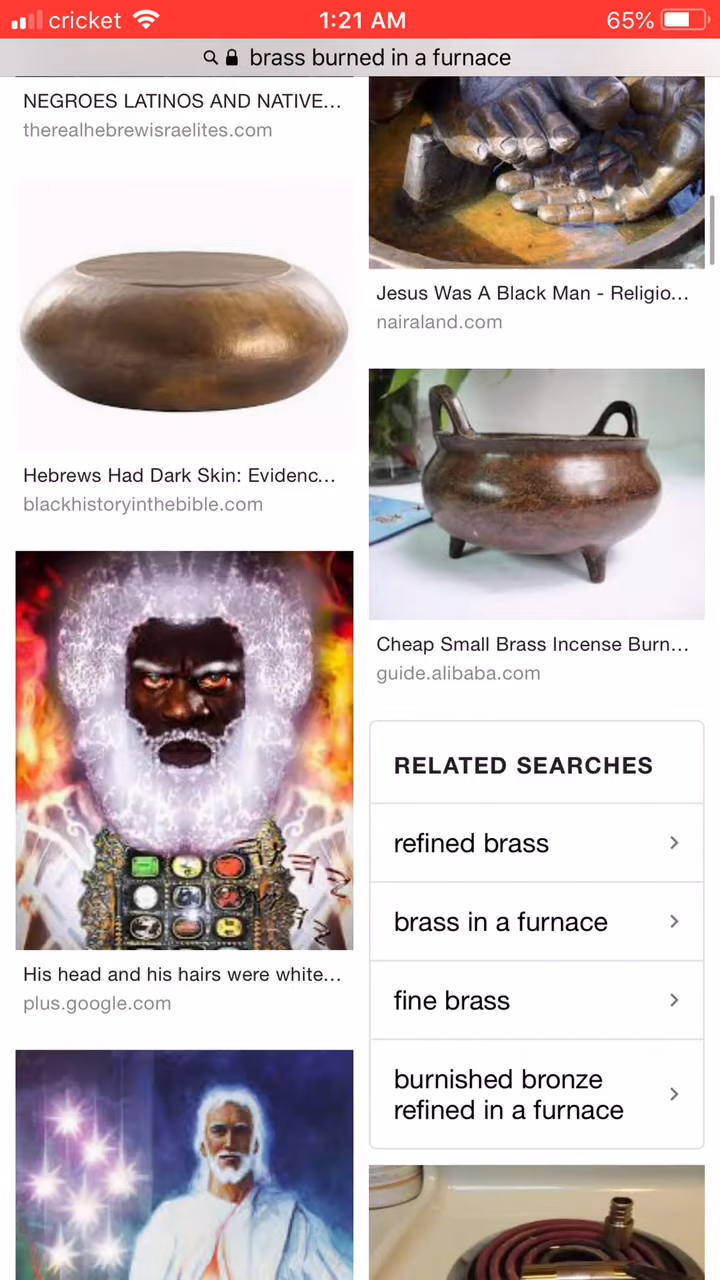 cricket
1:21 AM
65%
brass burned in a furnace
NEGROES LATINOS AND NATIVE...
therealhebrewisraelites.com
Hebrews Had Dark Skin: Evidenc...
blackhistoryinthebible.com
His head and his hairs were white...
plus.google.com
Jesus Was A Black Man - Religio...
nairaland.com
Cheap Small Brass Incense Burn...
guide.alibaba.com
RELATED SEARCHES
refined brass
brass in a furnace
fine brass
burnished bronze
refined in a furnace